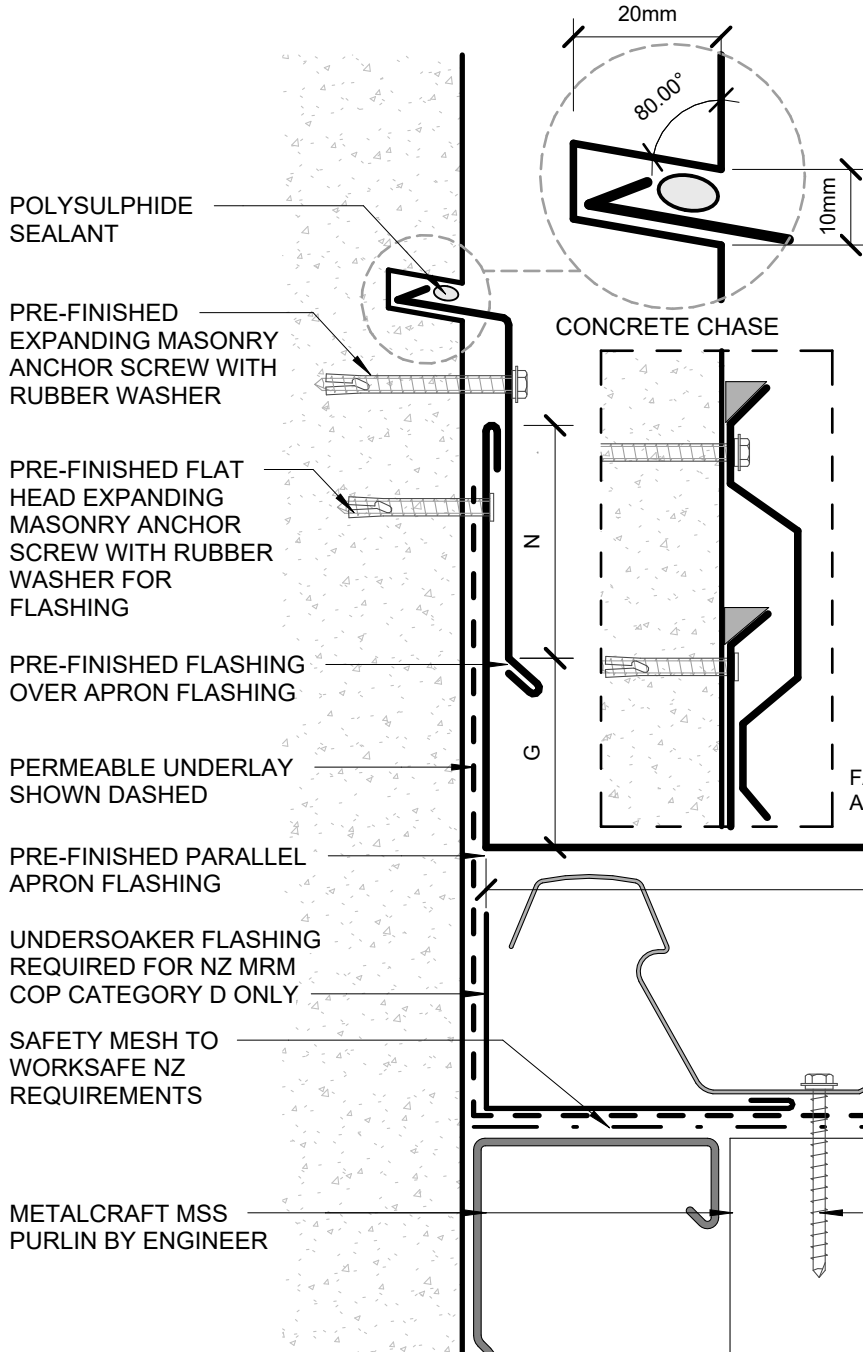 20mm
80.00°
10mm
POLYSULPHIDE
SEALANT
PRE-FINISHED
EXPANDING MASONRY
ANCHOR SCREW WITH
RUBBER WASHER
CONCRETE CHASE
PRE-FINISHED FLAT
HEAD EXPANDING
MASONRY ANCHOR
SCREW WITH RUBBER
WASHER FOR
FLASHING
N
PRE-FINISHED FLASHING
OVER APRON FLASHING
G
PERMEABLE UNDERLAY
SHOWN DASHED
PRE-FINISHED PARALLEL
APRON FLASHING
UNDERSOAKER FLASHING
REQUIRED FOR NZ MRM
COP CATEGORY D ONLY
SAFETY MESH TO
WORKSAFE NZ
REQUIREMENTS
METALCRAFT MSS
PURLIN BY ENGINEER